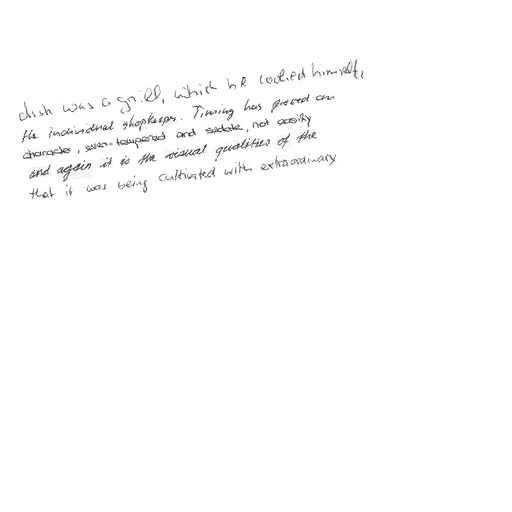 dish was a grill, which he cooked himself,
the individual shopkeeper. Timing has proved an
character, even-tempered and sedate, not easily
and again it is the visual qualities of the
that it was being cultivated with extraordinary